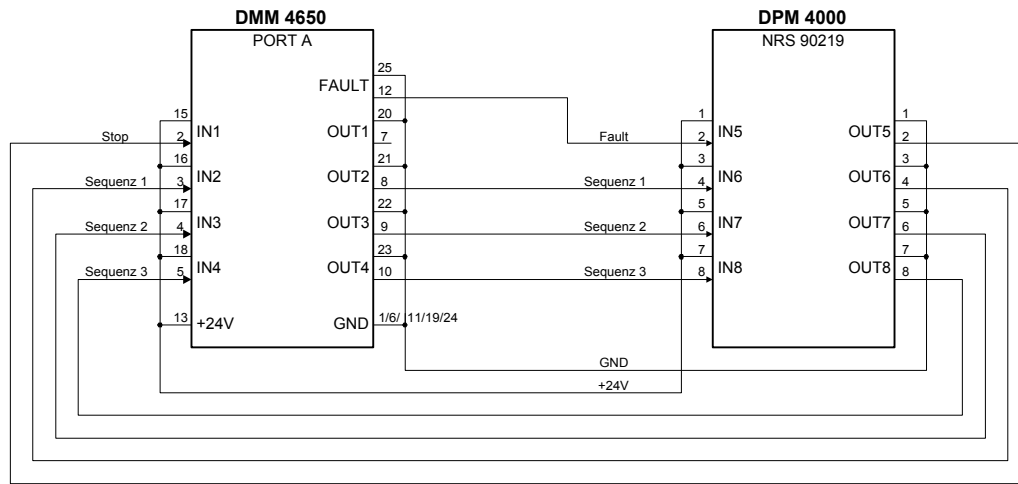 DMM 4650
PORT A
DPM 4000
NRS 90219
25
FAULT
12
15
IN1
20
OUT1
1
IN5
1
OUT5
Stop
2
7
Fault
2
2
16
IN2
21
OUT2
3
IN6
3
OUT6
Sequenz 1
3
8
Sequenz 1
4
4
17
IN3
22
OUT3
5
IN7
5
OUT7
Sequenz 2
4
9
Sequenz 2
6
6
18
IN4
23
OUT4
7
IN8
7
OUT8
Sequenz 3
5
10
Sequenz 3
8
8
13
+24V
GND
1/6/ 11/19/24
GND
+24V